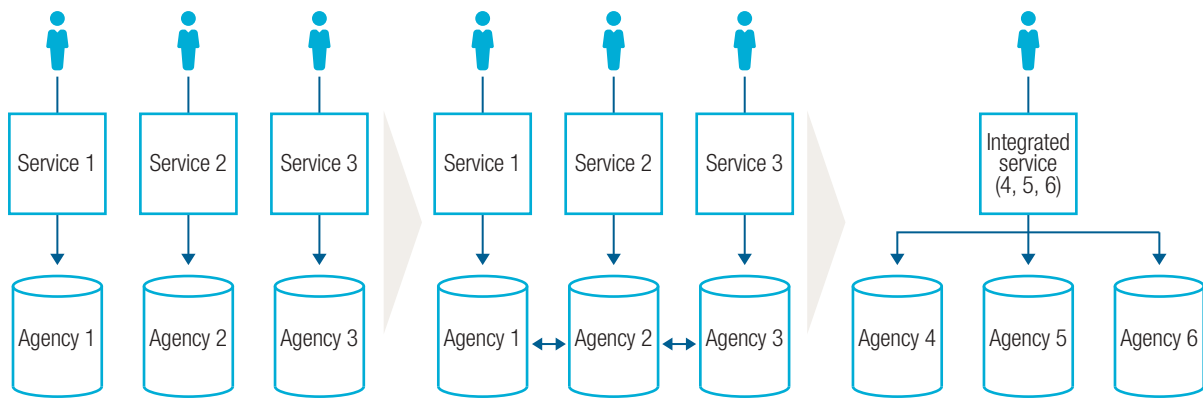 Service 1
Service 2
Service 3
Service 1
Service 2
Service 3
Integrated
service
(4, 5, 6)
Agency 1
Agency 2
Agency 3
Agency 1
Agency 2
Agency 3
Agency 4
Agency 5
Agency 6